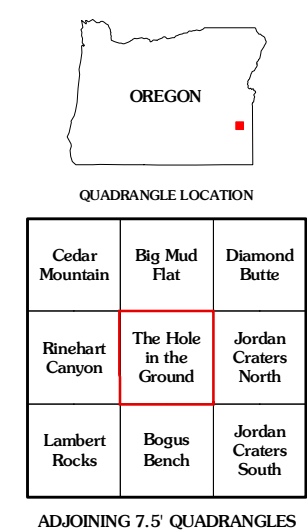 OREGON
QUADRANGLE LOCATION
Cedar
Mountain
Big Mud
Flat
Diamond
Butte
Rinehart
Canyon
The Hole
in the
Ground
Jordan
Craters
North
Lambert
Rocks
Bogus
Bench
Jordan
Craters
South
ADJOINING 7.5' QUADRANGLES